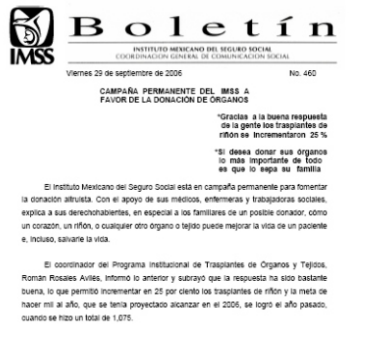 IMSS
Boletín
INSTITUTO MEXICANO DEL SEGURO SOCIAL
COORDINACION GENERAL DE COMUNICACION SOCIAL
Viernes 29 de septiembre de 2006 No. 460
CAMPAÑA PERMANENTE DEL IMSS A
FAVOR DE LA DONACIÓN DE ÓRGANOS
*Gracias a la buena respuesta
de la gente los trasplantes de
riñón se incrementaron 25 %
*Si desea donar sus órganos
lo más importante de todo
es que lo sepa su familia
El Instituto Mexicano del Seguro Social está en campaña permanente para fomentar
la donación altruista. Con el apoyo de sus médicos, enfermeras y trabajadoras sociales,
explica a sus derechohabientes, en especial a los familiares de un posible donador, cómo
un corazón, un riñón, o cualquier otro órgano o tejido puede mejorar la vida de un paciente
e, incluso, salvarle la vida.
El coordinador del Programa Institucional de Trasplantes de Órganos y Tejidos,
Román Rosales Avilés, informó lo anterior y subrayó que la respuesta ha sido bastante
buena, lo que permitió incrementar en 25 por ciento los trasplantes de riñón y la meta de
hacer mil al año, que se tenía proyectado alcanzar en el 2006, se logró el año pasado,
cuando se hizo un total de 1,075.